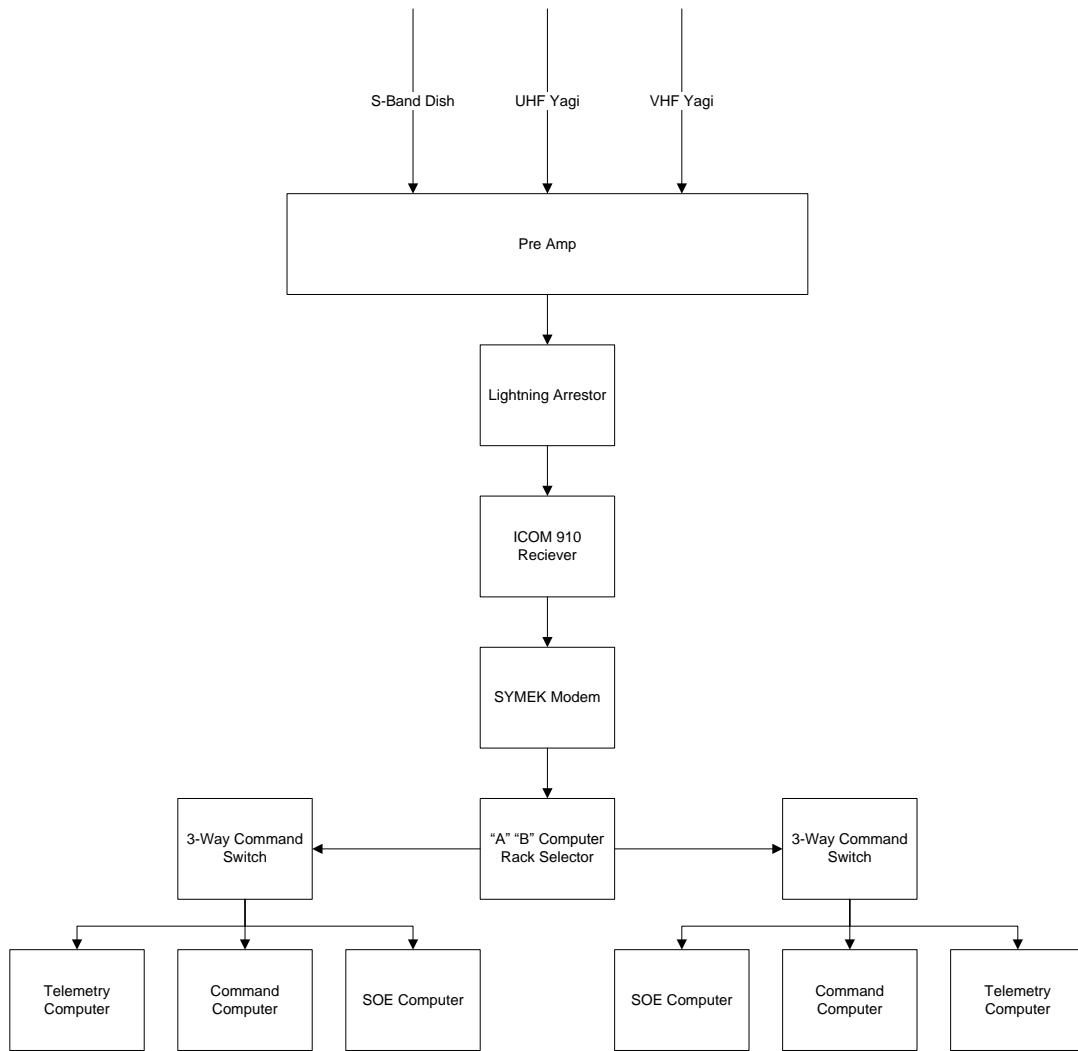 S-Band Dish
UHF Yagi
VHF Yagi
Pre Amp
Lightning Arrestor
ICOM 910
Reciever
SYMEK Modem
3-Way Command
Switch
“A” “B” Computer
Rack Selector
3-Way Command
Switch
Telemetry
Computer
Command
Computer
SOE Computer
SOE Computer
Command
Computer
Telemetry
Computer